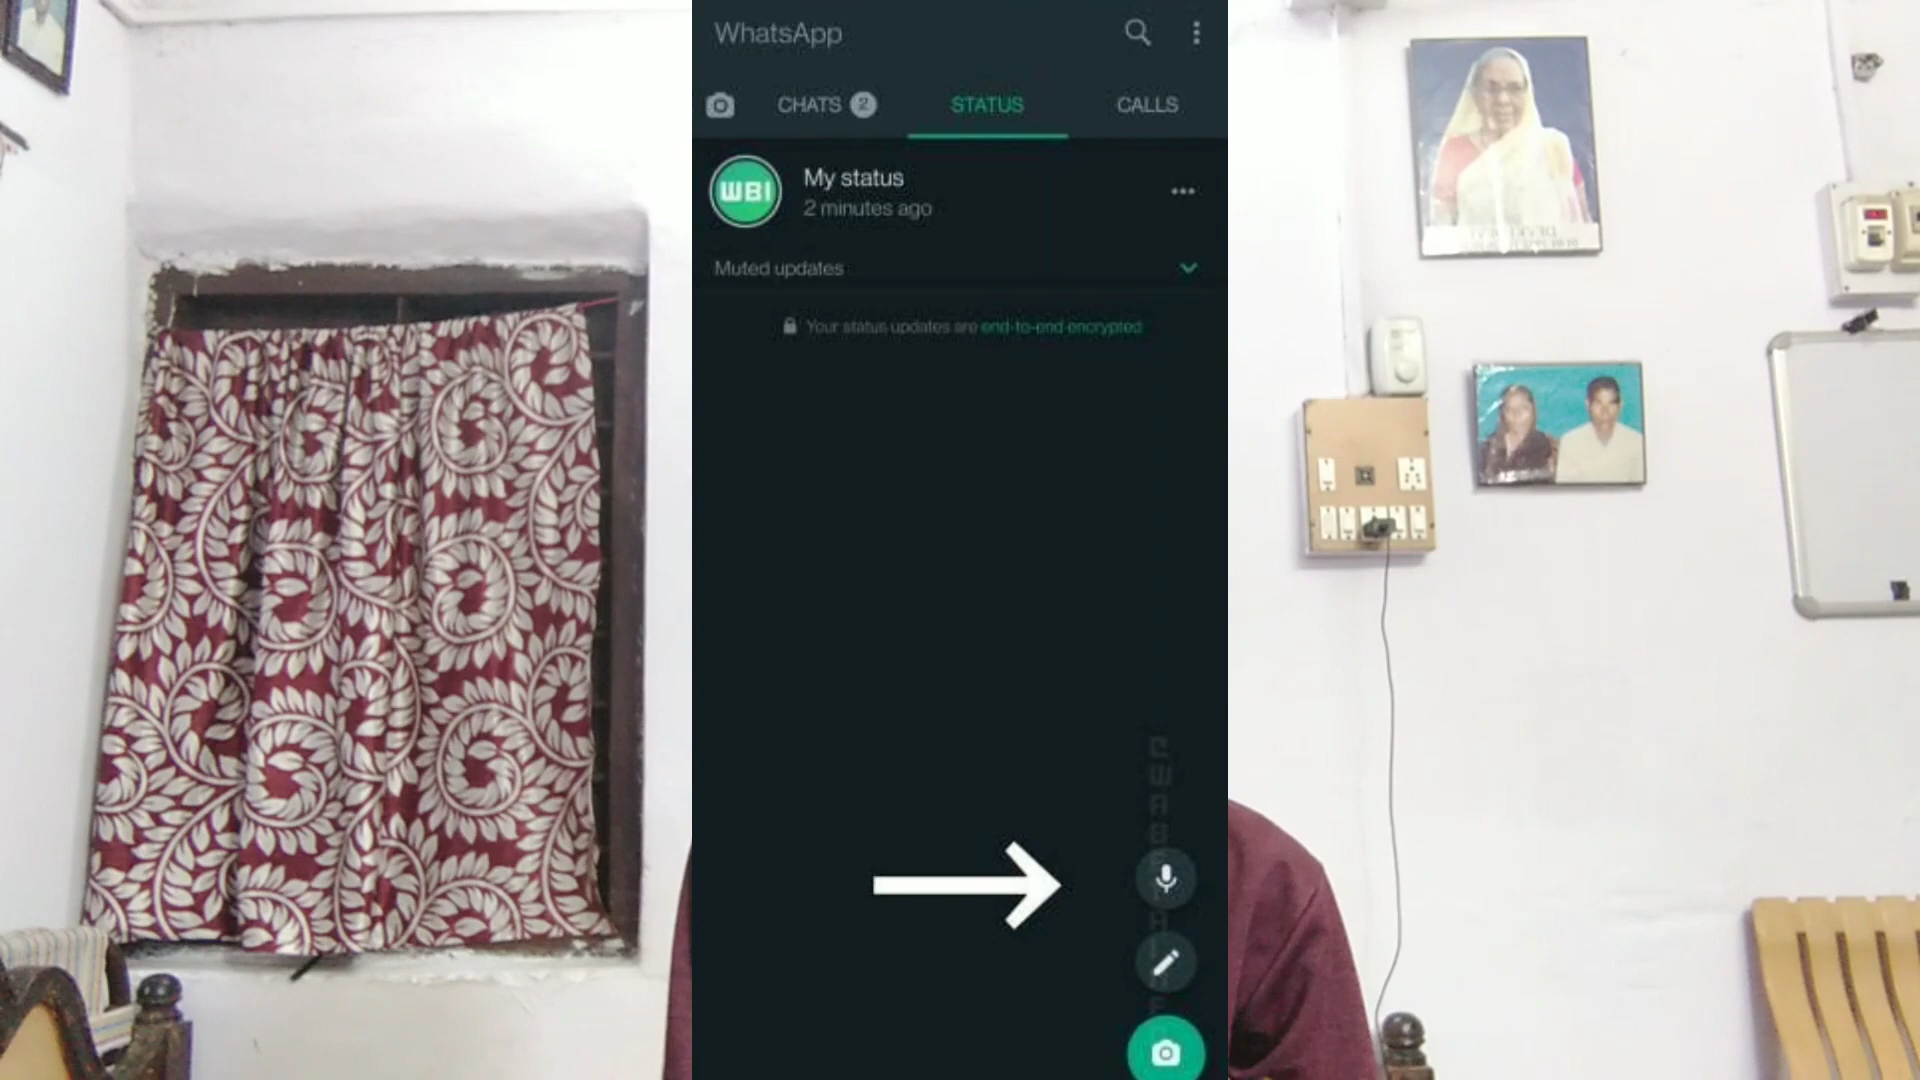 WhatsApp
CHATS 2
STATUS
CALLS
WBI
My status
2 minutes ago
Muted updates
Your status updates are end-to-end encrypted